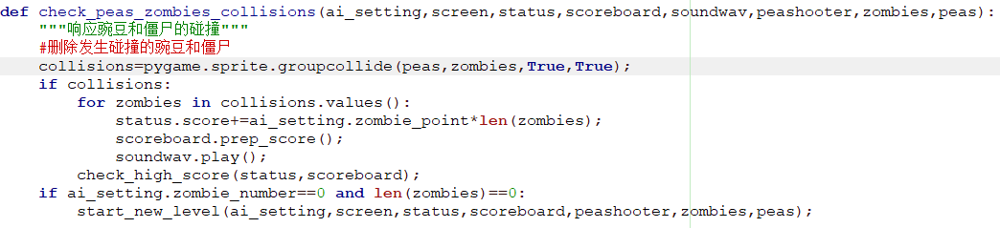 def check_peas_zombies_collisions(ai_setting,screen,status,scoreboard,soundwav,peashooter,zombies,peas):
    """响应豌豆和僵尸的碰撞"""
    #删除发生碰撞的豌豆和僵尸
    collisions=pygame.sprite.groupcollide(peas,zombies,True,True);
    if collisions:
        for zombies in collisions.values():
            status.score+=ai_setting.zombie_point*len(zombies);
            scoreboard.prep_score();
            soundwav.play();
        check_high_score(status,scoreboard);
    if ai_setting.zombie_number==0 and len(zombies)==0:
        start_new_level(ai_setting,screen,status,scoreboard,peashooter,zombies,peas);